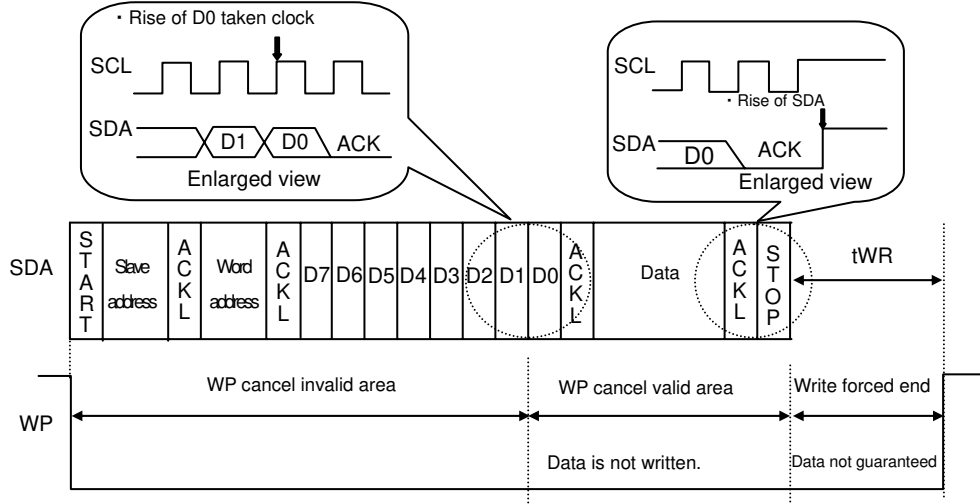 ・Rise of D0 taken clock
SCL
SDA
D1
D0
ACK
Enlarged view
SCL
・Rise of SDA
SDA
D0
ACK
Enlarged view
SDA
START
Slave
address
ACKL
Word
address
ACKL
D7
D6
D5
D4
D3
D2
D1
D0
ACKL
Data
ACKL
STOP
tWR
WP
WP cancel invalid area
WP cancel valid area
Write forced end
Data is not written.
Data not guaranteed